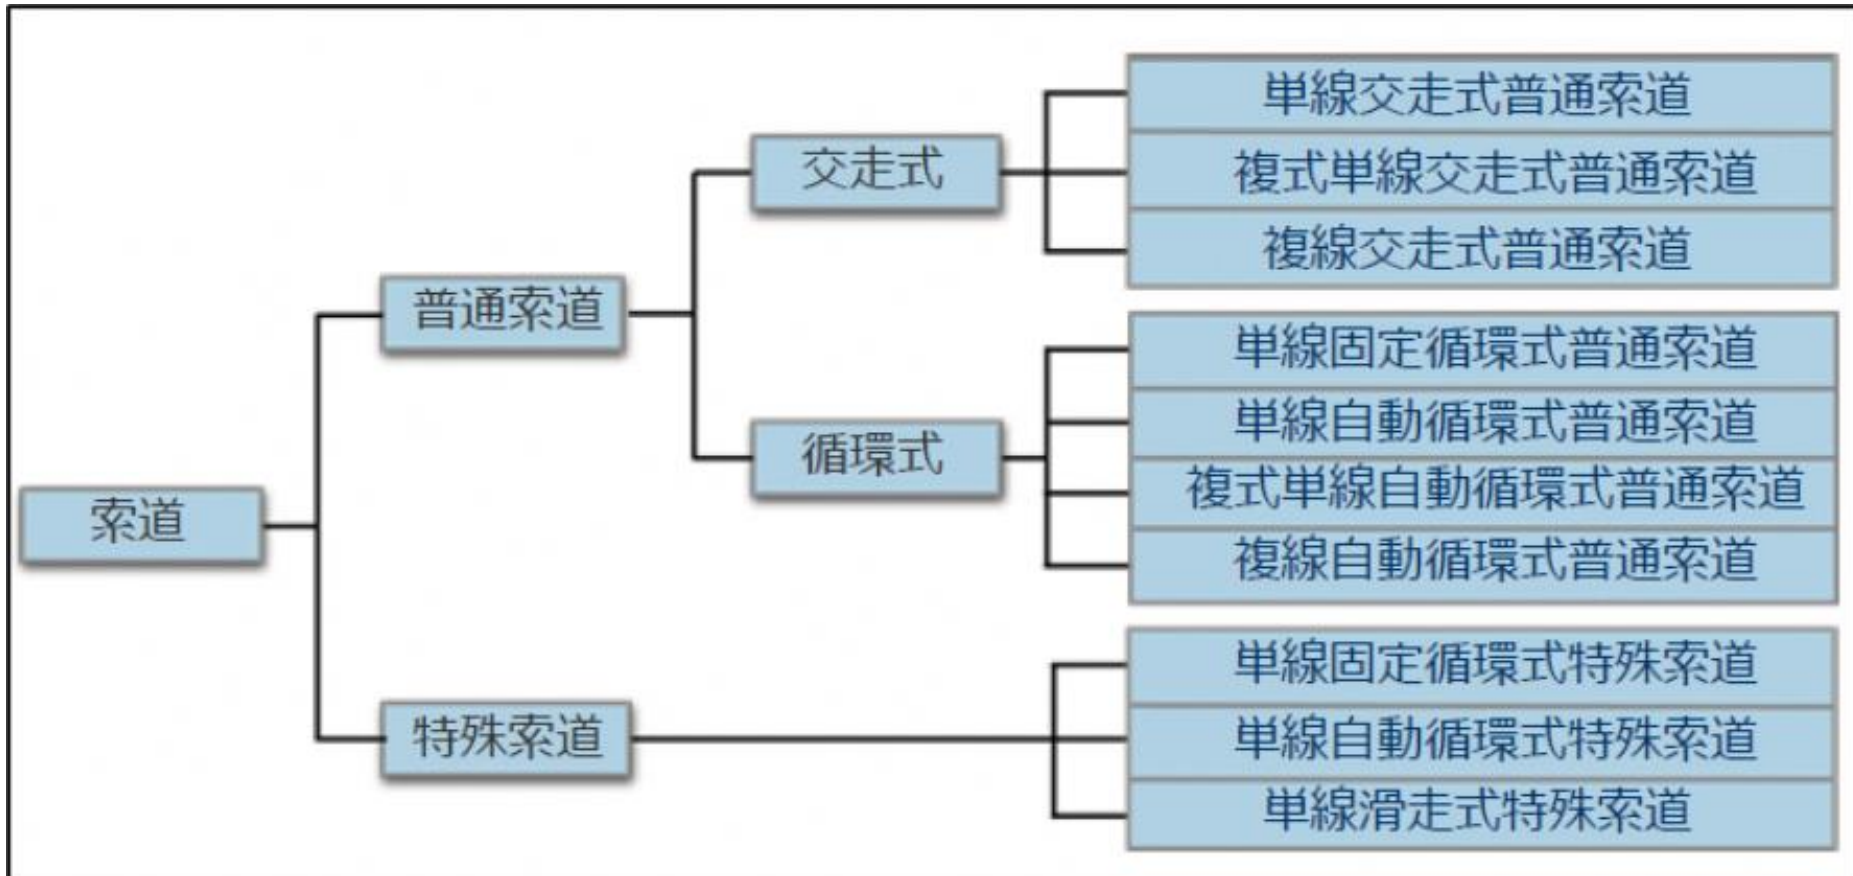 索道
普通索道
交走式
単線交走式普通索道
複式単線交走式普通索道
複線交走式普通索道
循環式
単線固定循環式普通索道
単線自動循環式普通索道
複式単線自動循環式普通索道
複線自動循環式普通索道
特殊索道
単線固定循環式特殊索道
単線自動循環式特殊索道
単線滑走式特殊索道